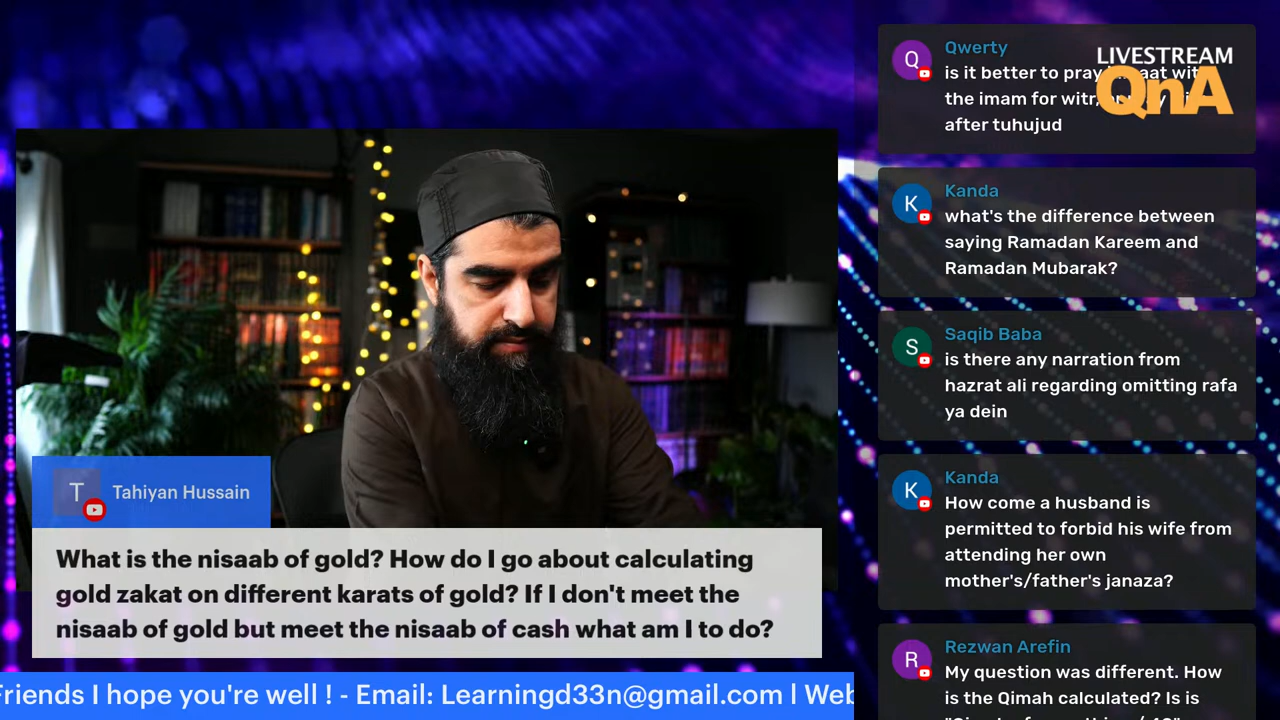 LIVESTREAM
QnA
Tahiyan Hussain
What is the nisaab of gold? How do I go about calculating
gold zakat on different karats of gold? If I don't meet the
nisaab of gold but meet the nisaab of cash what am I to do?
Friends I hope you're well ! - Email: Learningd33n@gmail.com l Web
Q
Qwerty
is it better to pray
the imam for witr,
after tuhujud
K
Kanda
what's the difference between
saying Ramadan Kareem and
Ramadan Mubarak?
S
Saqib Baba
is there any narration from
hazrat ali regarding omitting rafa
ya dein
K
Kanda
How come a husband is
permitted to forbid his wife from
attending her own
mother's/father's janaza?
R
Rezwan Arefin
My question was different. How
is the Qimah calculated? Is is
T